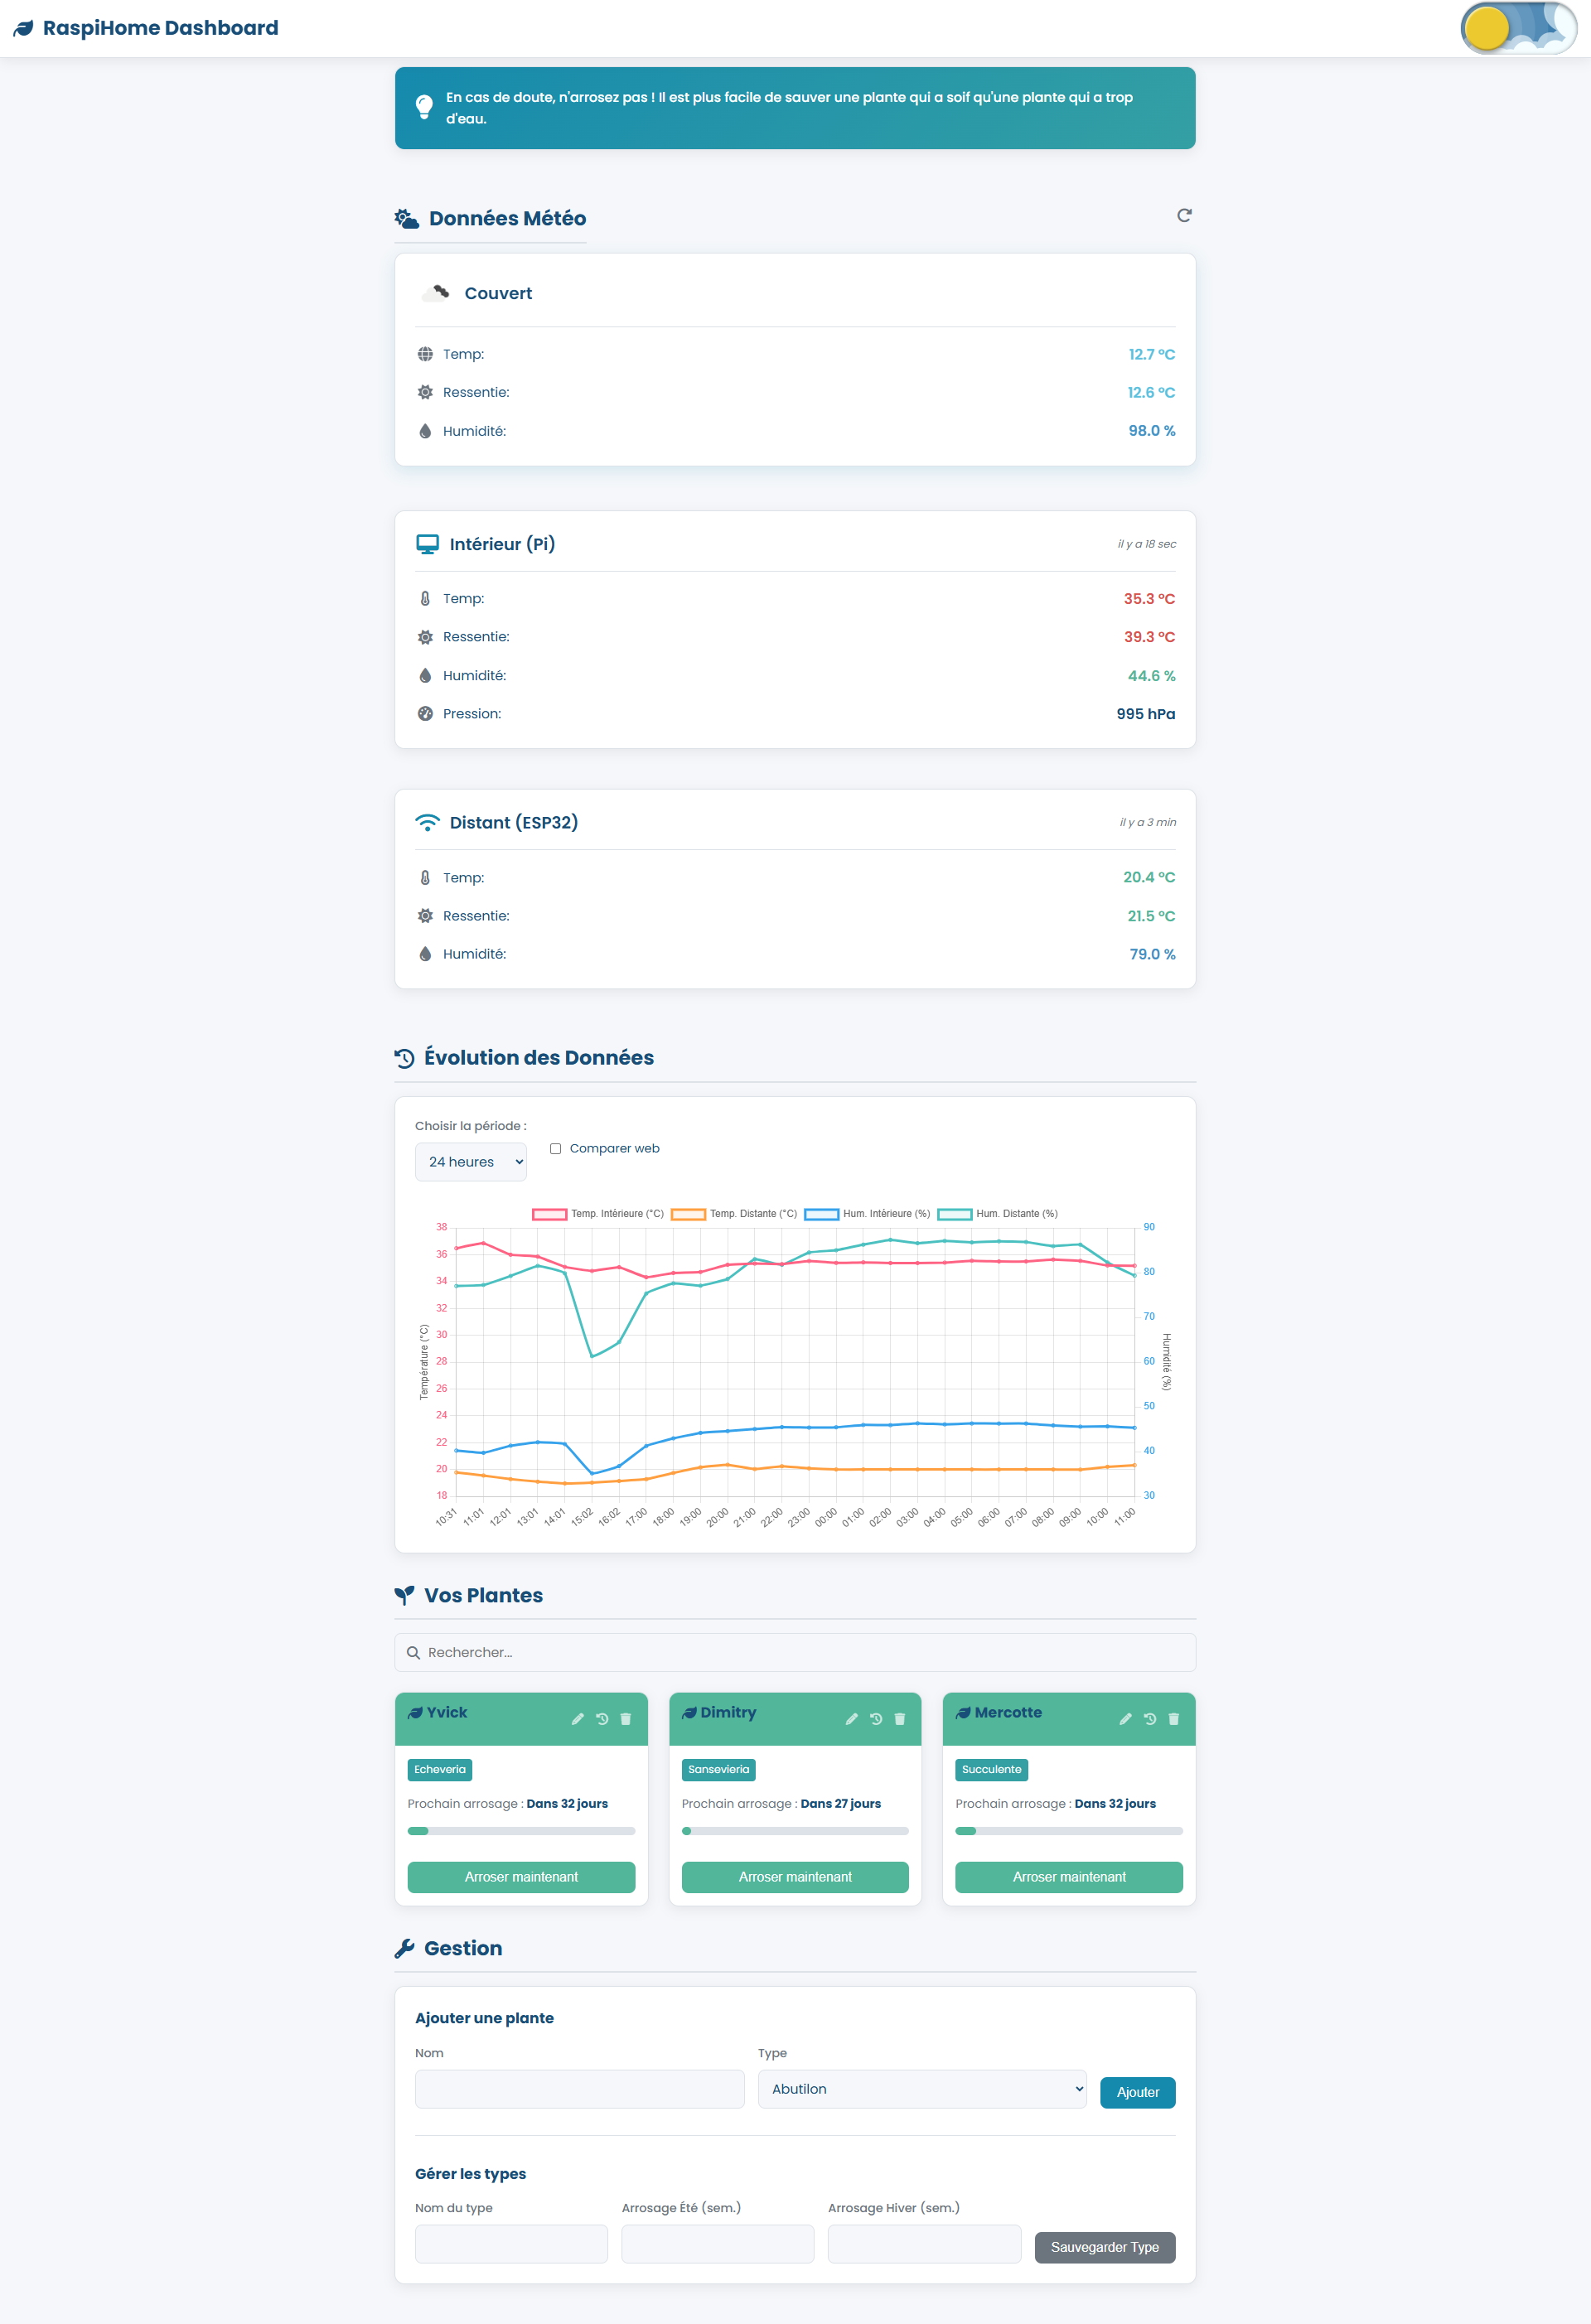 RaspiHome Dashboard
En cas de doute, n'arrosez pas ! Il est plus facile de sauver une plante qui a soif qu'une plante qui a trop
d'eau.
Données Météo
Couvert
Temp: 12.7 °C
Ressentie: 12.6 °C
Humidité: 98.0 %
Intérieur (Pi) il y a 18 sec
Temp: 35.3 °C
Ressentie: 39.3 °C
Humidité: 44.6 %
Pression: 995 hPa
Distant (ESP32) il y a 3 min
Temp: 20.4 °C
Ressentie: 21.5 °C
Humidité: 79.0 %
Évolution des Données
Choisir la période :
24 heures Comparer web
Temp. Intérieure (°C) Temp. Distante (°C) Hum. Intérieure (%) Hum. Distante (%)
38 90
36
34 80
32 70
30
28 60
26
24 50
22 40
20
18 30
Température (°C)
Humidité (%)
10:31 11:01 12:01 13:01 14:01 15:02 16:02 17:00 18:00 19:00 20:00 21:00 22:00 23:00 00:00 01:00 02:00 03:00 04:00 05:00 06:00 07:00 08:00 09:00 10:00 11:00
Vos Plantes
Rechercher...
Yvick Dimitry Mercotte
Echeveria Sansevieria Succulente
Prochain arrosage : Dans 32 jours Prochain arrosage : Dans 27 jours Prochain arrosage : Dans 32 jours
Arroser maintenant Arroser maintenant Arroser maintenant
Gestion
Ajouter une plante
Nom Type
Abutilon Ajouter
Gérer les types
Nom du type Arrosage Été (sem.) Arrosage Hiver (sem.)
Sauvegarder Type